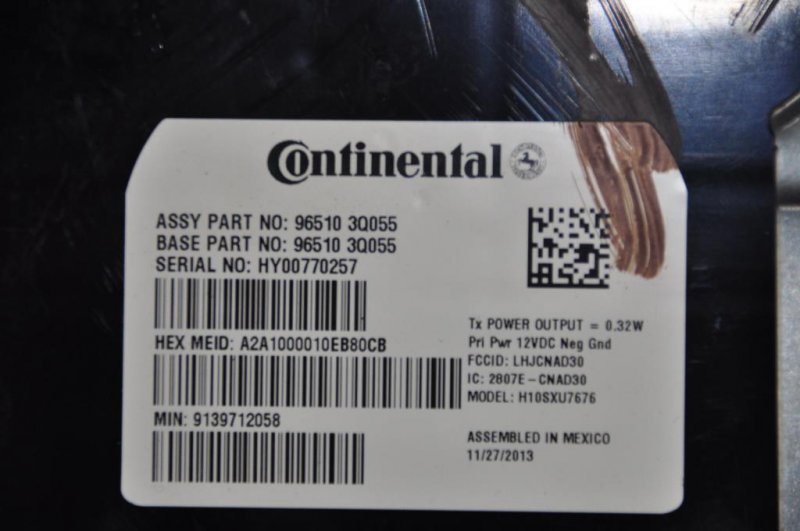 Continental
ASSY PART NO: 96510 3Q055
BASE PART NO: 96510 3Q055
SERIAL NO: HY00770257
HEX MEID: A2A1000010EB80CB
MIN: 9139712058
Tx POWER OUTPUT = 0.32W
Pri Pwr 12VDC Neg Gnd
FCCID: LHJCNAD30
IC: 2807E-CNAD30
MODEL: H10SXU7676
ASSEMBLED IN MEXICO
11/27/2013